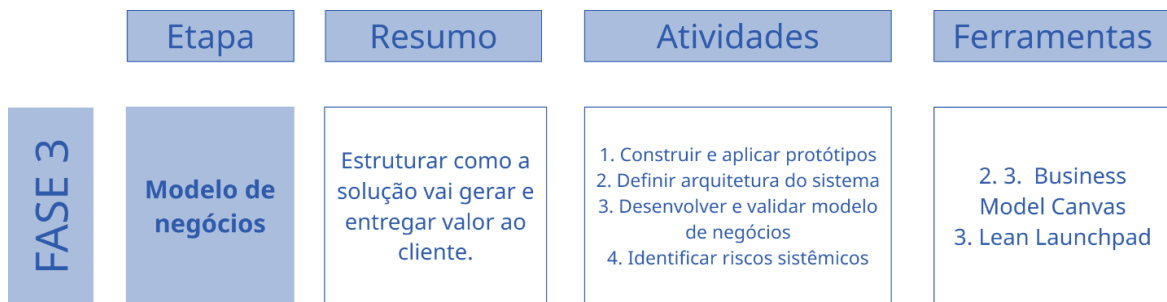 Etapa
Resumo
Atividades
Ferramentas
FASE 3
Modelo de
negócios
Estruturar como a
solução vai gerar e
entregar valor ao
cliente.
1. Construir e aplicar protótipos
2. Definir arquitetura do sistema
3. Desenvolver e validar modelo
de negócios
4. Identificar riscos sistêmicos
2. 3. Business
Model Canvas
3. Lean Launchpad